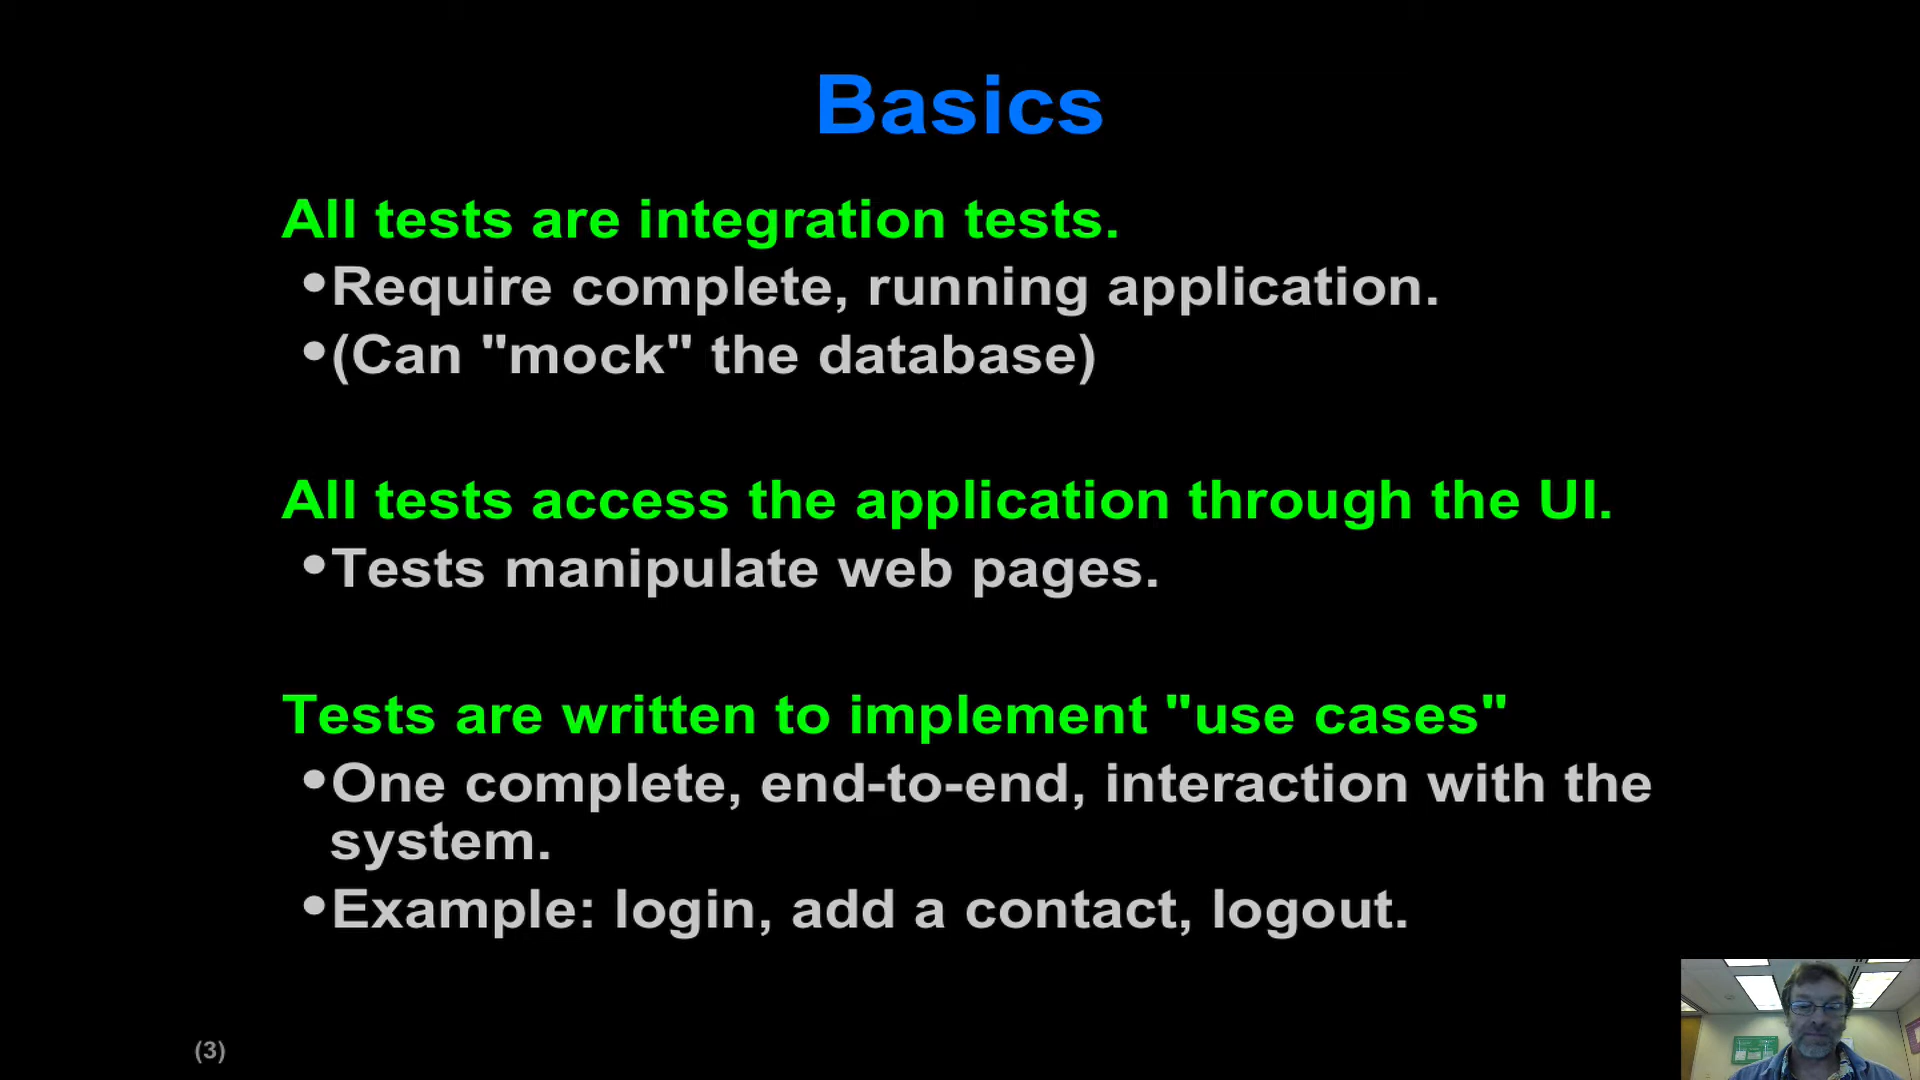 Basics
All tests are integration tests.
•Require complete, running application.
•(Can "mock" the database)
All tests access the application through the UI.
•Tests manipulate web pages.
Tests are written to implement "use cases"
•One complete, end-to-end, interaction with the
system.
•Example: login, add a contact, logout.
(3)